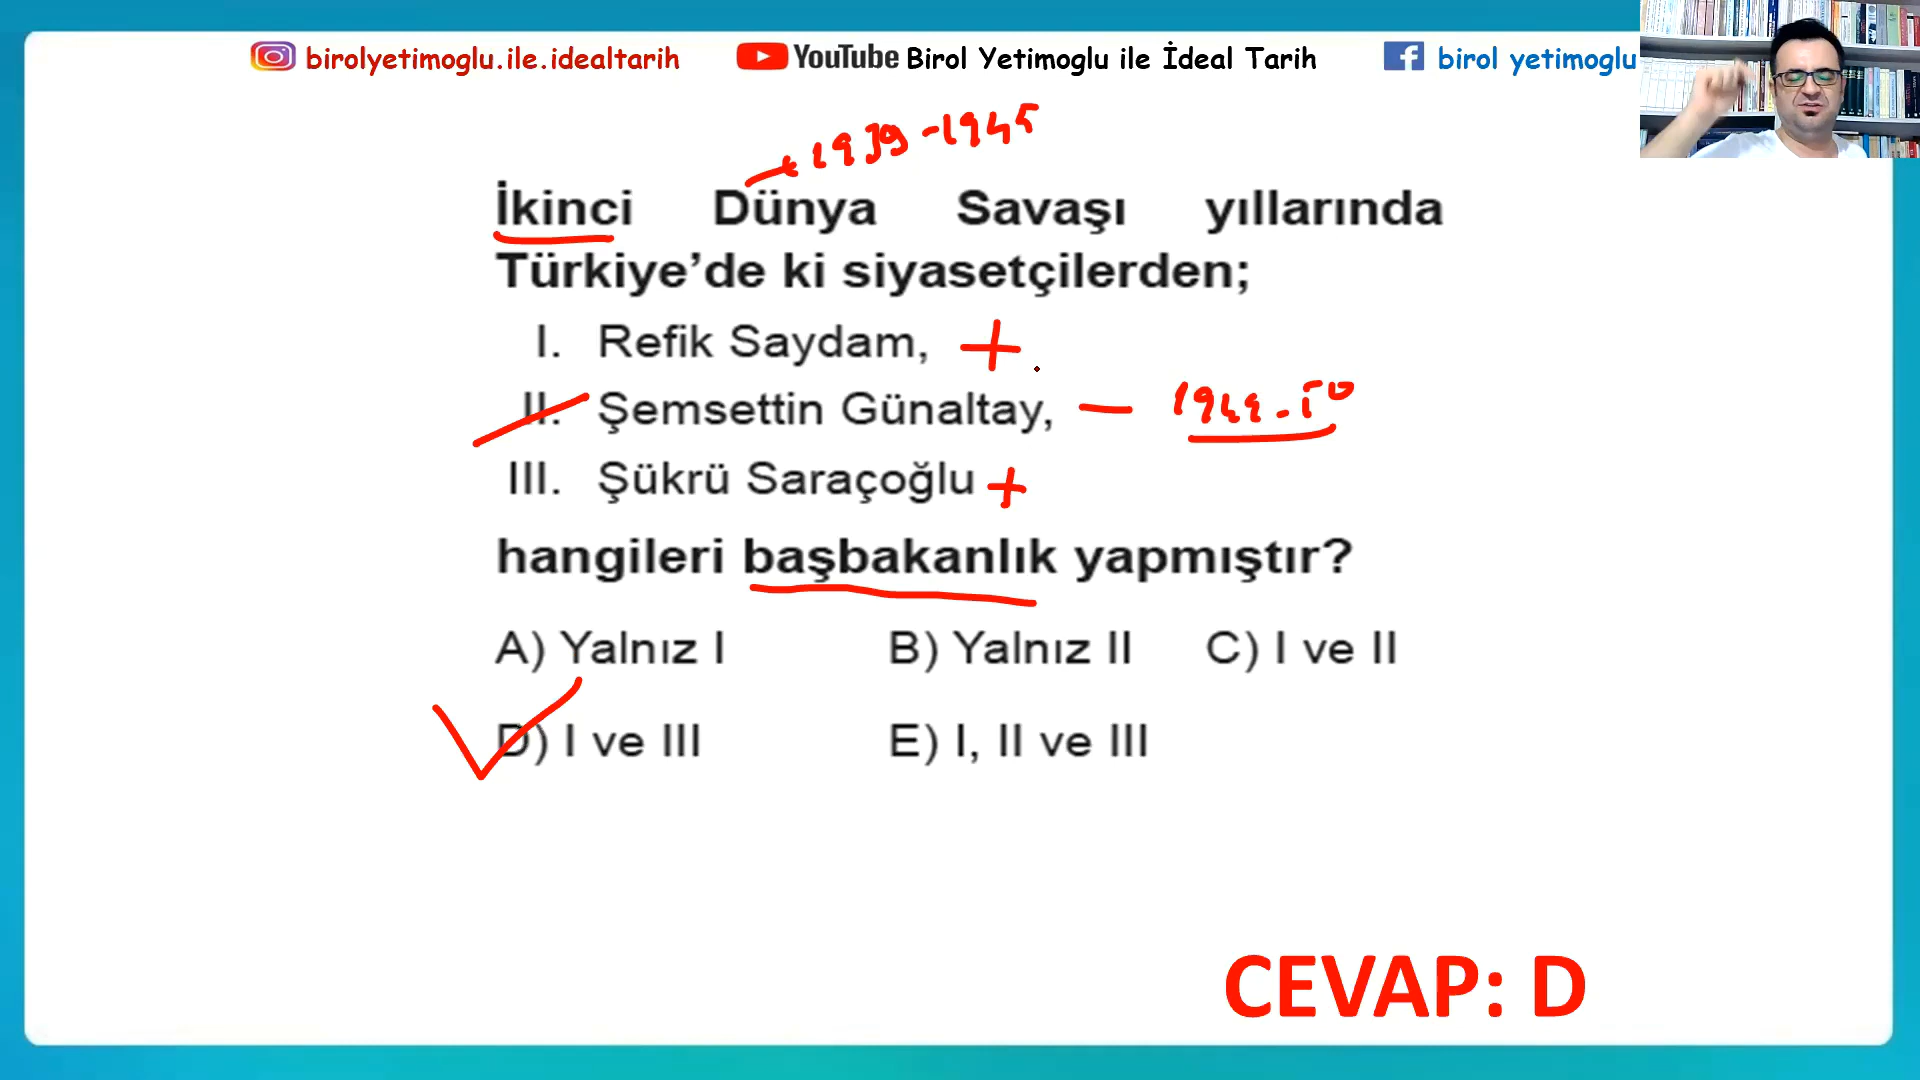 birolyetimoglu.ile.idealtarih YouTube Birol Yetimoglu ile İdeal Tarih birol yetimoglu
1939-1945
İkinci Dünya Savaşı yıllarında
Türkiye’de ki siyasetçilerden;
I. Refik Saydam, +
II. Şemsettin Günaltay, — 1949-50
III. Şükrü Saraçoğlu +
hangileri başbakanlık yapmıştır?
A) Yalnız I B) Yalnız II C) I ve II
D) I ve III E) I, II ve III
CEVAP: D